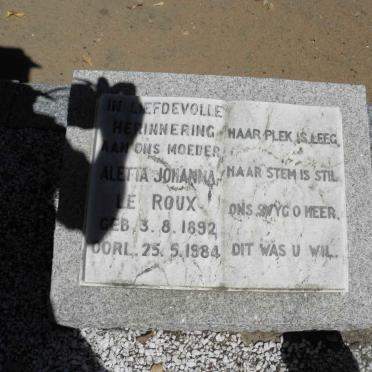 IN LIEFDEVOLLE
HERINNERING
AAN ONS MOEDER
ALETTA JOHANNA
LE ROUX
GEB 3.8.1892
OORL. 25.5.1984
HAAR PLEK IS LEEG,
HAAR STEM IS STIL.
ONS SWYG O HEER,
DIT WAS U WIL.